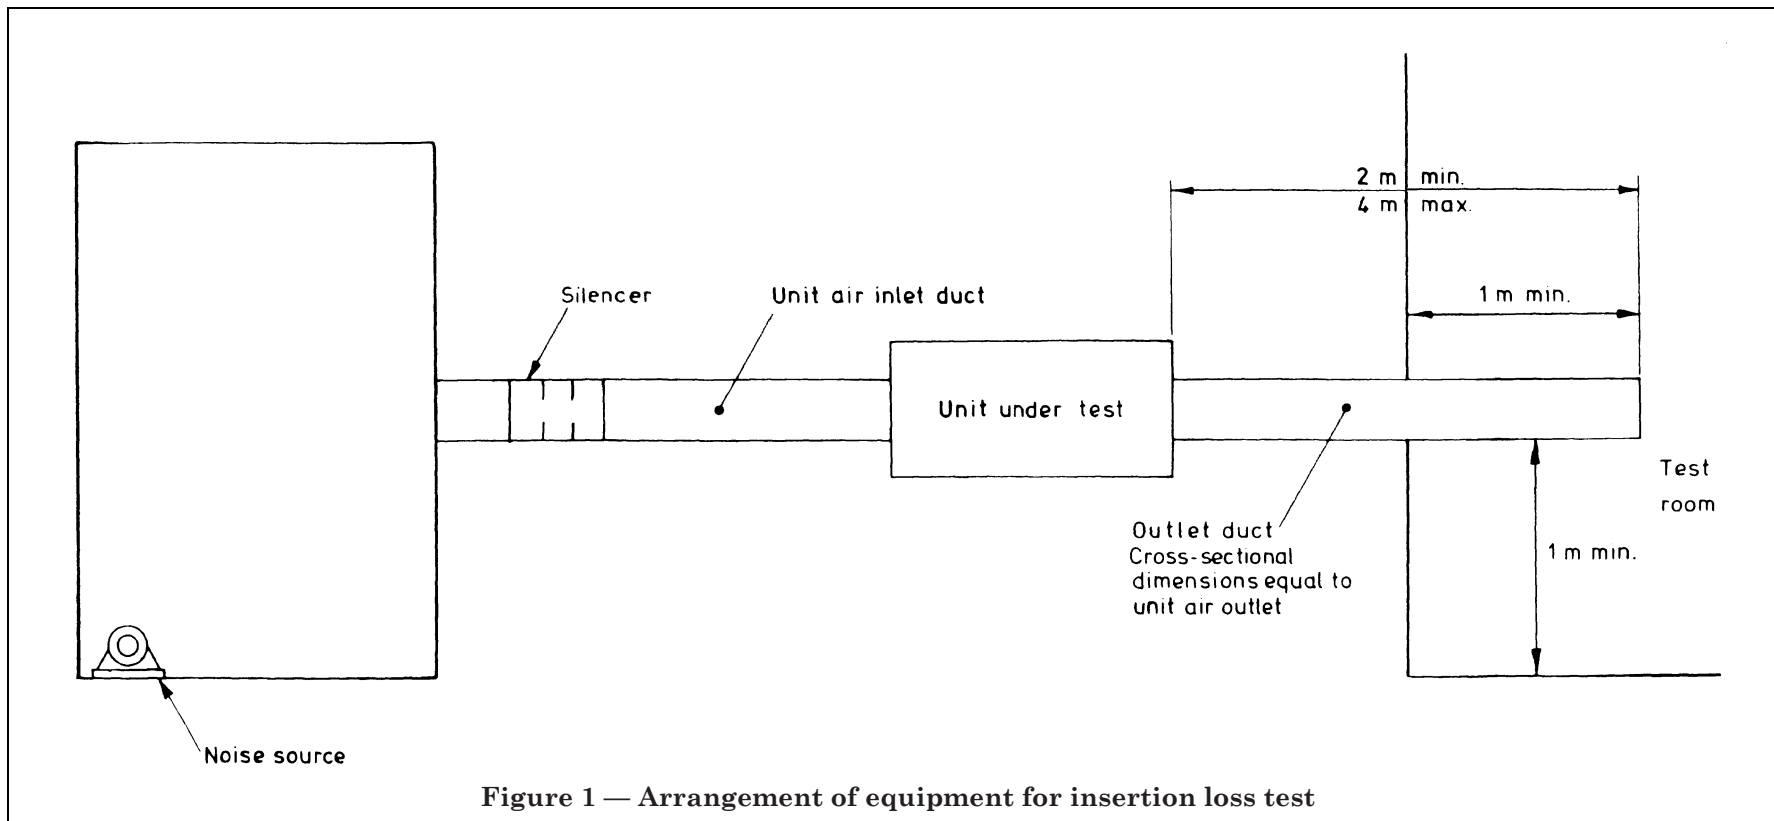 2 m min.
4 m max.
Silencer
Unit air inlet duct
1 m min.
Unit under test
Test
room
Outlet duct
Cross-sectional
dimensions equal to
unit air outlet
1 m min.
Noise source
Figure 1 — Arrangement of equipment for insertion loss test